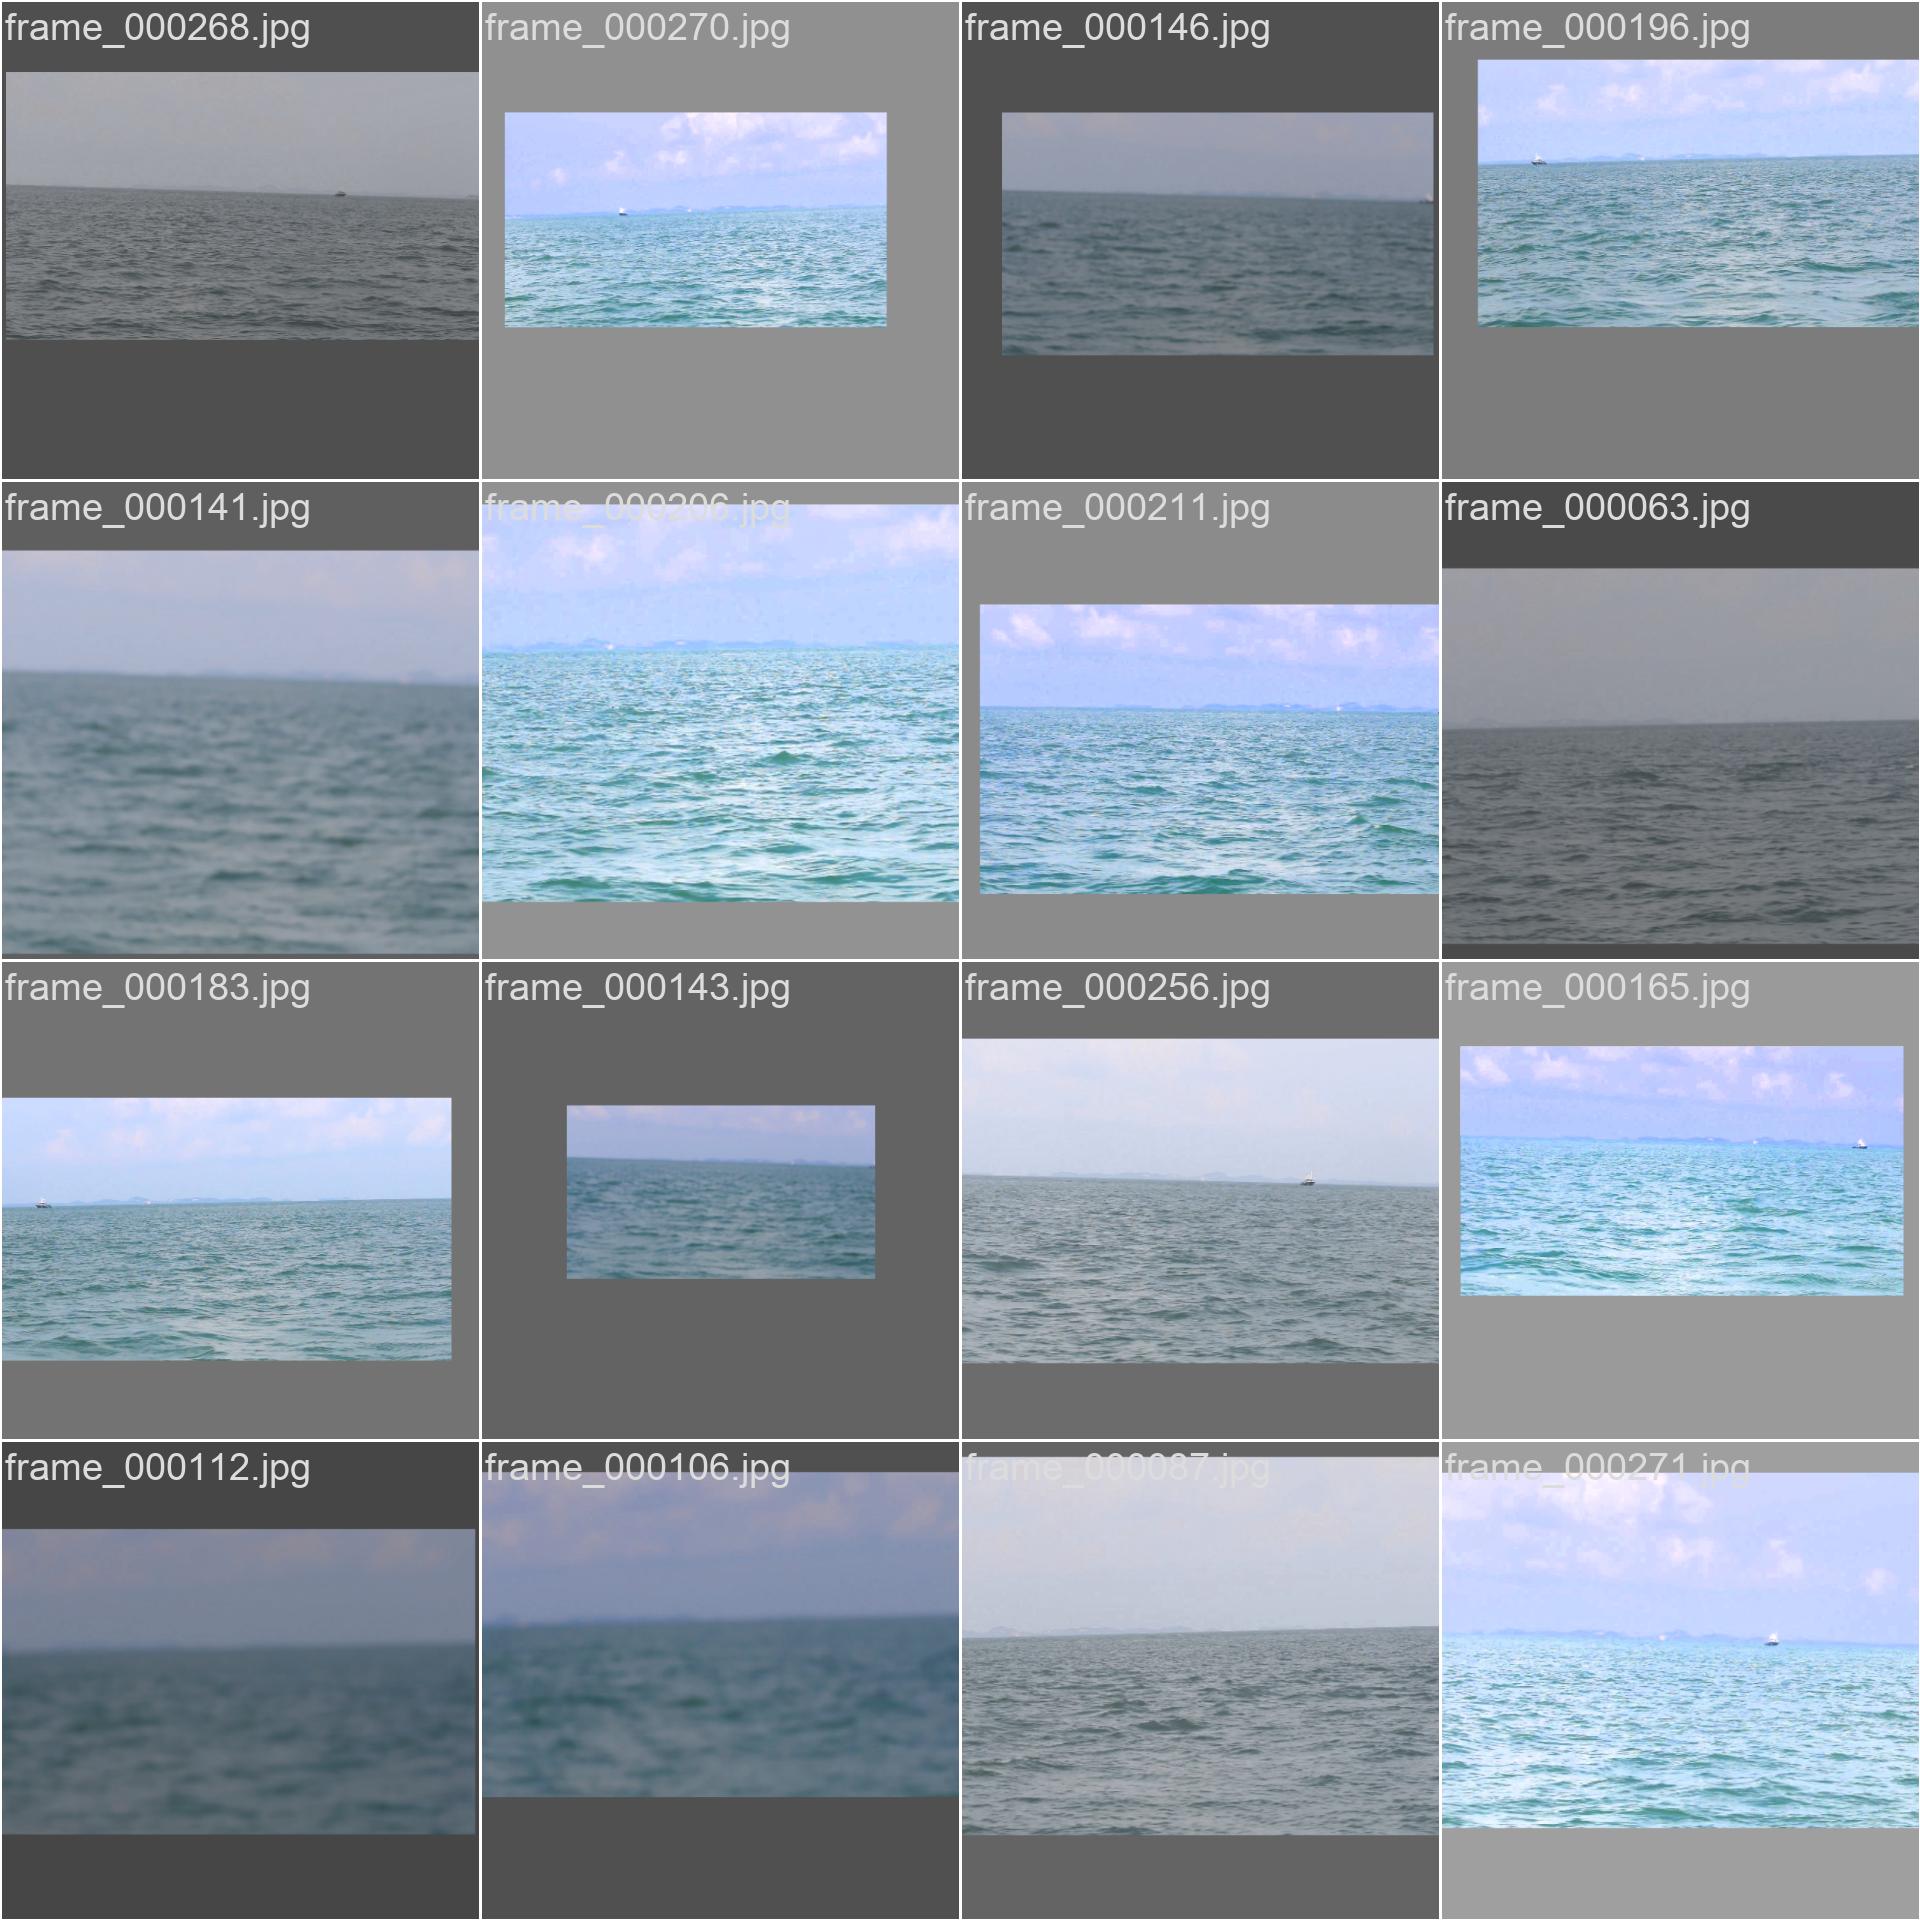 frame_000268.jpg
frame_000270.jpg
frame_000146.jpg
frame_000196.jpg
frame_000141.jpg
frame_000206.jpg
frame_000211.jpg
frame_000063.jpg
frame_000183.jpg
frame_000143.jpg
frame_000256.jpg
frame_000165.jpg
frame_000112.jpg
frame_000106.jpg
frame_000087.jpg
frame_000271.jpg